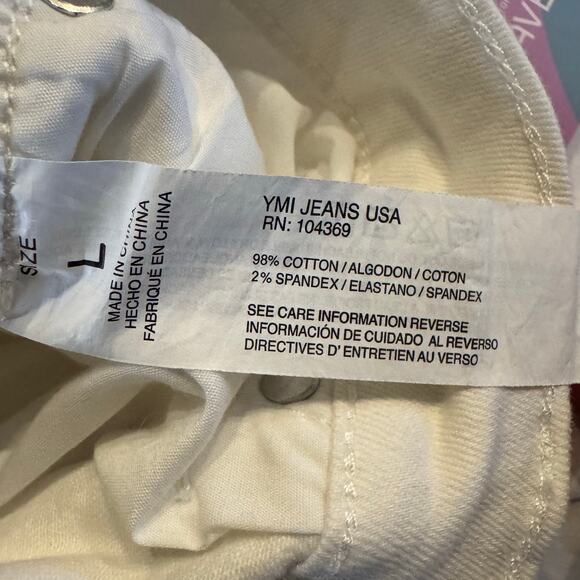 SIZE
L
MADE IN CHINA
HECHO EN CHINA
FABRIQUÉ EN CHINA
YMI JEANS USA
RN: 104369
98% COTTON / ALGODON / COTON
2% SPANDEX / ELASTANO / SPANDEX
SEE CARE INFORMATION REVERSE
INFORMACIÓN DE CUIDADO AL REVERSO
DIRECTIVES D' ENTRETIEN AU VERSO